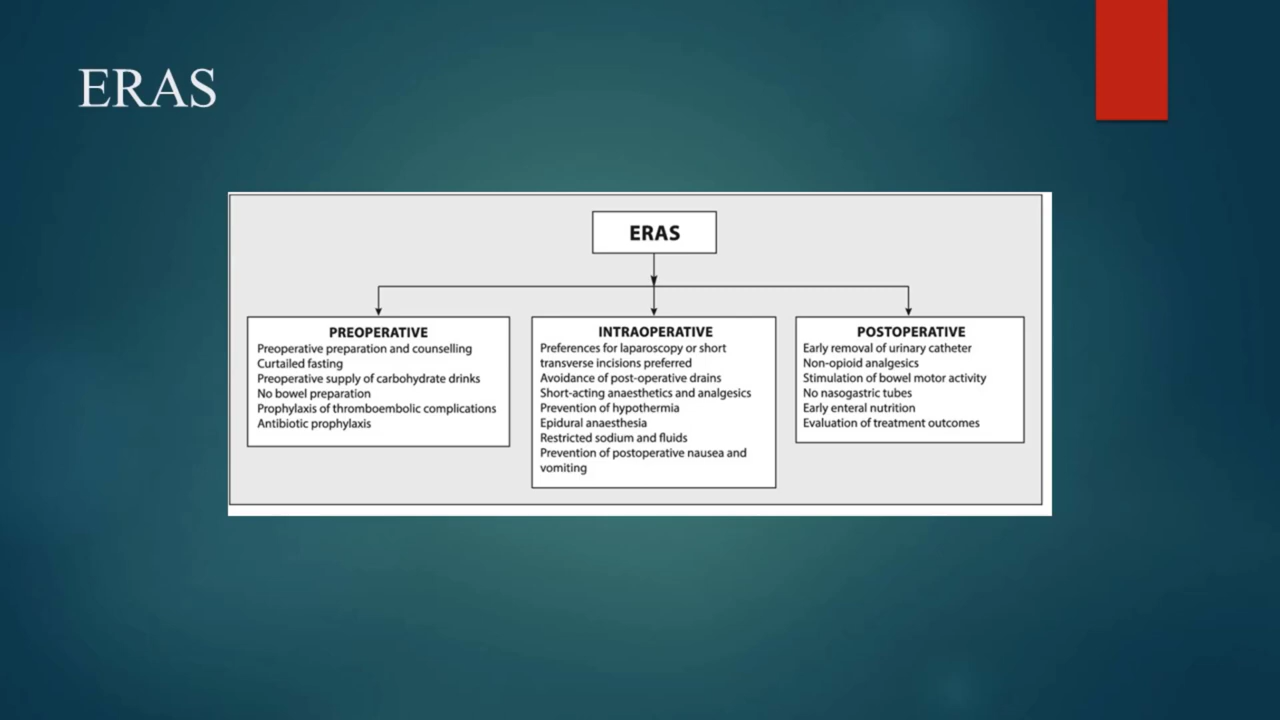 ERAS
ERAS
PREOPERATIVE
Preoperative preparation and counselling
Curtailed fasting
Preoperative supply of carbohydrate drinks
No bowel preparation
Prophylaxis of thromboembolic complications
Antibiotic prophylaxis
INTRAOPERATIVE
Preferences for laparoscopy or short
transverse incisions preferred
Avoidance of post-operative drains
Short-acting anaesthetics and analgesics
Prevention of hypothermia
Epidural anaesthesia
Restricted sodium and fluids
Prevention of postoperative nausea and
vomiting
POSTOPERATIVE
Early removal of urinary catheter
Non-opioid analgesics
Stimulation of bowel motor activity
No nasogastric tubes
Early enteral nutrition
Evaluation of treatment outcomes